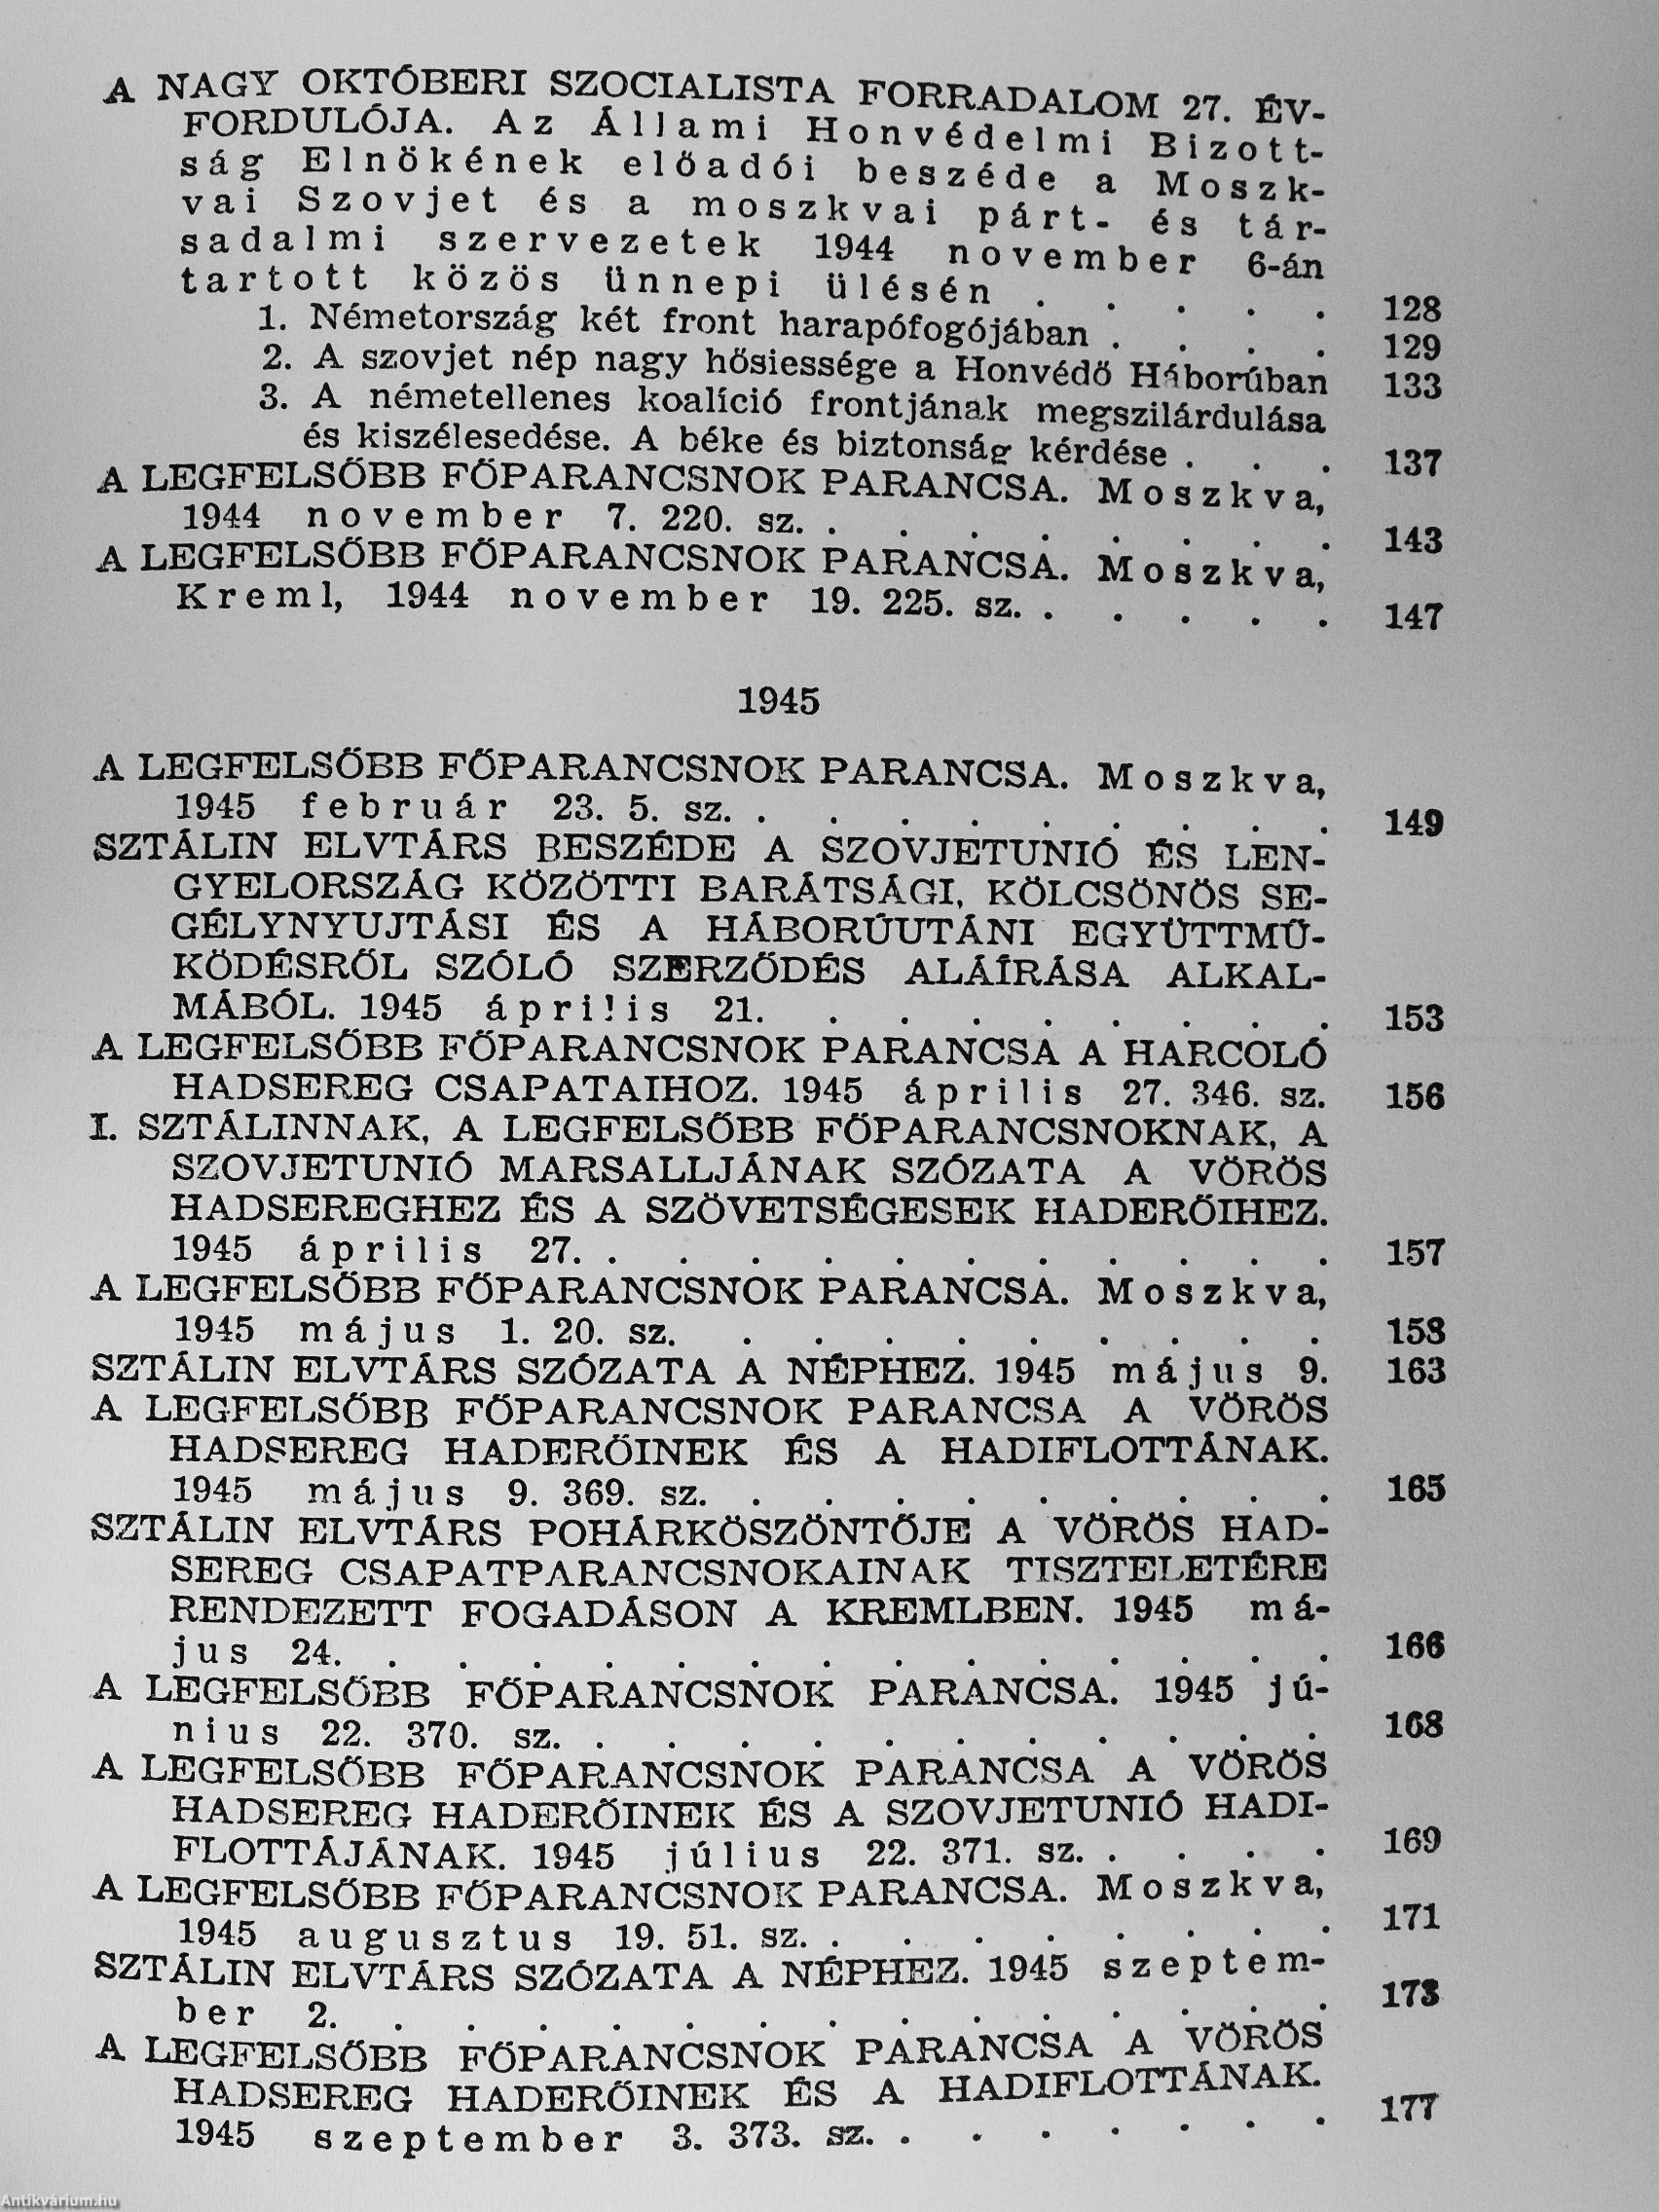 A NAGY OKTÓBERI SZOCIALISTA FORRADALOM 27. ÉV-
FORDULÓJA. Az Állami Honvédelmi Bizott-
ság Elnökének előadói beszéde a Moszk-
vai Szovjet és a moszkvai párt- és tár-
sadalmi szervezetek 1944 november 6-án
tartott közös ünnepi ülésén . . . . . 128
1. Németország két front harapófogójában . . . . 129
2. A szovjet nép nagy hősiessége a Honvédő Háborúban 133
3. A németellenes koalíció frontjának megszilárdulása
és kiszélesedése. A béke és biztonság kérdése . . . 137
A LEGFELSŐBB FŐPARANCSNOK PARANCSA. Moszkva,
1944 november 7. 220. sz. . . . . . . . . 143
A LEGFELSŐBB FŐPARANCSNOK PARANCSA. Moszkva,
Kreml, 1944 november 19. 225. sz. . . . . . 147
1945
A LEGFELSŐBB FŐPARANCSNOK PARANCSA. Moszkva,
1945 február 23. 5. sz. . . . . . . . . . 149
SZTÁLIN ELVTÁRS BESZÉDE A SZOVJETUNIÓ ÉS LEN-
GYELORSZÁG KÖZÖTTI BARÁTSÁGI, KÖLCSÖNÖS SE-
GÉLYNYUJTÁSI ÉS A HÁBORÚUTÁNI EGYÜTTMŰ-
KÖDÉSRŐL SZÓLÓ SZERZŐDÉS ALÁÍRÁSA ALKAL-
MÁBÓL. 1945 április 21. . . . . . . . . 153
A LEGFELSŐBB FŐPARANCSNOK PARANCSA A HARCOLÓ
HADSEREG CSAPATAIHOZ. 1945 április 27. 346. sz. 156
I. SZTÁLINNAK, A LEGFELSŐBB FŐPARANCSNOKNAK, A
SZOVJETUNIÓ MARSALLJÁNAK SZÓZATA A VÖRÖS
HADSEREGHEZ ÉS A SZÖVETSÉGESEK HADERŐIHEZ.
1945 április 27. . . . . . . . . . . . 157
A LEGFELSŐBB FŐPARANCSNOK PARANCSA. Moszkva,
1945 május 1. 20. sz. . . . . . . . . . 158
SZTÁLIN ELVTÁRS SZÓZATA A NÉPHEZ. 1945 május 9. 163
A LEGFELSŐBB FŐPARANCSNOK PARANCSA A VÖRÖS
HADSEREG HADERŐINEK ÉS A HADIFLOTTÁNAK.
1945 május 9. 369. sz. . . . . . . . . . 165
SZTÁLIN ELVTÁRS POHÁRKÖSZÖNTŐJE A VÖRÖS HAD-
SEREG CSAPATPARANCSNOKAINAK TISZTELETÉRE
RENDEZETT FOGADÁSON A KREMLBEN. 1945 má-
jus 24. . . . . . . . . . . . . . . 166
A LEGFELSŐBB FŐPARANCSNOK PARANCSA. 1945 jú-
nius 22. 370. sz. . . . . . . . . . . . 168
A LEGFELSŐBB FŐPARANCSNOK PARANCSA A VÖRÖS
HADSEREG HADERŐINEK ÉS A SZOVJETUNIÓ HADI-
FLOTTÁJÁNAK. 1945 július 22. 371. sz. . . . . 169
A LEGFELSŐBB FŐPARANCSNOK PARANCSA. Moszkva,
1945 augusztus 19. 51. sz. . . . . . . . . 171
SZTÁLIN ELVTÁRS SZÓZATA A NÉPHEZ. 1945 szeptem-
ber 2. . . . . . . . . . . . . . . 173
A LEGFELSŐBB FŐPARANCSNOK PARANCSA A VÖRÖS
HADSEREG HADERŐINEK ÉS A HADIFLOTTÁNAK.
1945 szeptember 3. 373. sz. . . . . . . . 177
Antikvárium.hu